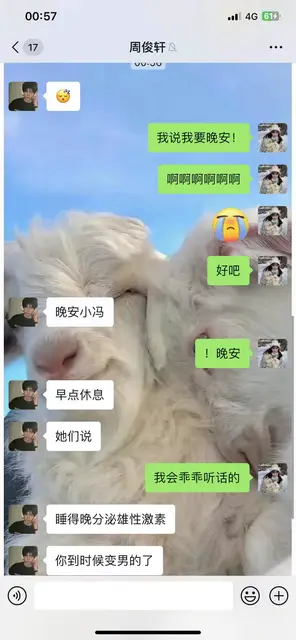 00:57
4G
61
17
周俊轩
我说我要晚安！
啊啊啊啊啊啊
好吧
晚安小冯
！晚安
早点休息
她们说
我会乖乖听话的
睡得晚分泌雄性激素
你到时候变男的了